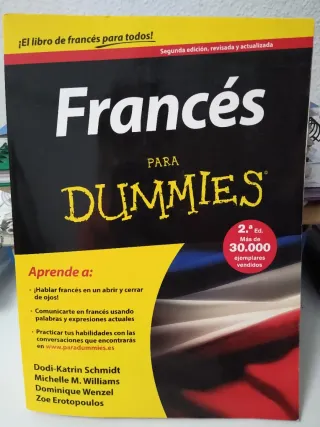 ¡El libro de francés para todos!
Segunda edición, revisada y actualizada
Francés
PARA
DUMMIES®
2.ª Ed.
Más de
30.000
ejemplares
vendidos
Aprende a:
• ¡Hablar francés en un abrir y cerrar
de ojos!
• Comunicarte en francés usando
palabras y expresiones actuales
• Practicar tus habilidades con las
conversaciones que encontrarás
en www.paradummies.es
Dodi-Katrin Schmidt
Michelle M. Williams
Dominique Wenzel
Zoe Erotopoulos